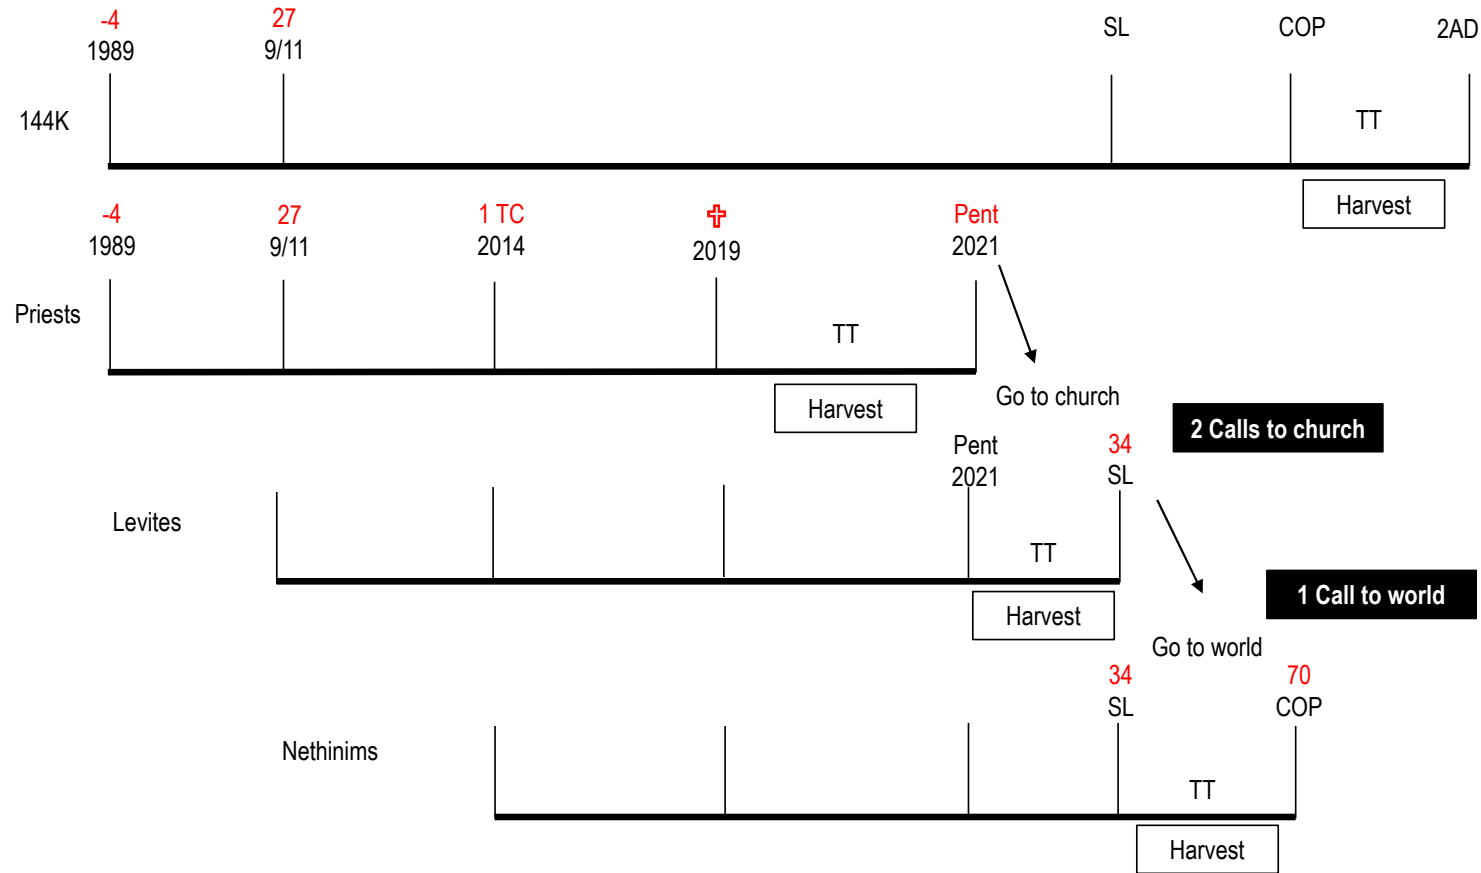 -4
1989
27
9/11
SL
COP
2AD
144K
TT
Harvest
-4
1989
27
9/11
1 TC
2014
2019
Pent
2021
Priests
TT
Harvest
Go to church
2 Calls to church
Pent
2021
34
SL
Levites
TT
Harvest
1 Call to world
Go to world
34
SL
70
COP
Nethinims
TT
Harvest